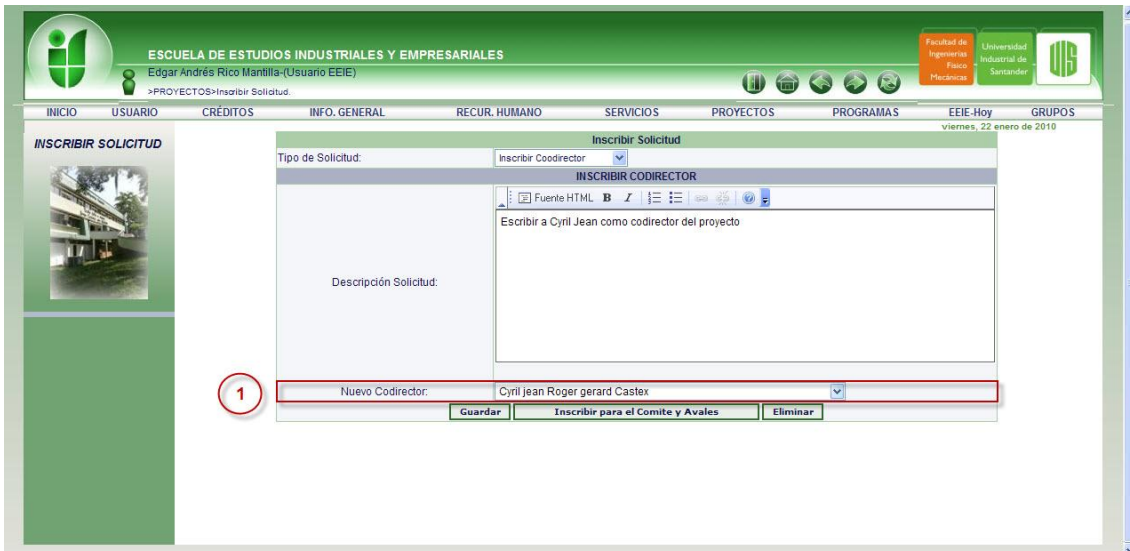 ESCUELA DE ESTUDIOS INDUSTRIALES Y EMPRESARIALES
Edgar Andrés Rico Mantilla-(Usuario EEIE)
>PROYECTOS>Inscribir Solicitud.
Facultad de
Ingenierías
Físico
Mecánicas
Universidad
Industrial de
Santander
UIS
INICIO USUARIO CRÉDITOS INFO. GENERAL RECUR. HUMANO SERVICIOS PROYECTOS PROGRAMAS EEIE-Hoy GRUPOS
viernes, 22 enero de 2010
INSCRIBIR SOLICITUD
Inscribir Solicitud
Tipo de Solicitud: Inscribir Coodirector
INSCRIBIR CODIRECTOR
Fuente HTML B I
Escribir a Cyril Jean como codirector del proyecto
Descripción Solicitud:
1
Nuevo Codirector: Cyril jean Roger gerard Castex
Guardar Inscribir para el Comite y Avales Eliminar